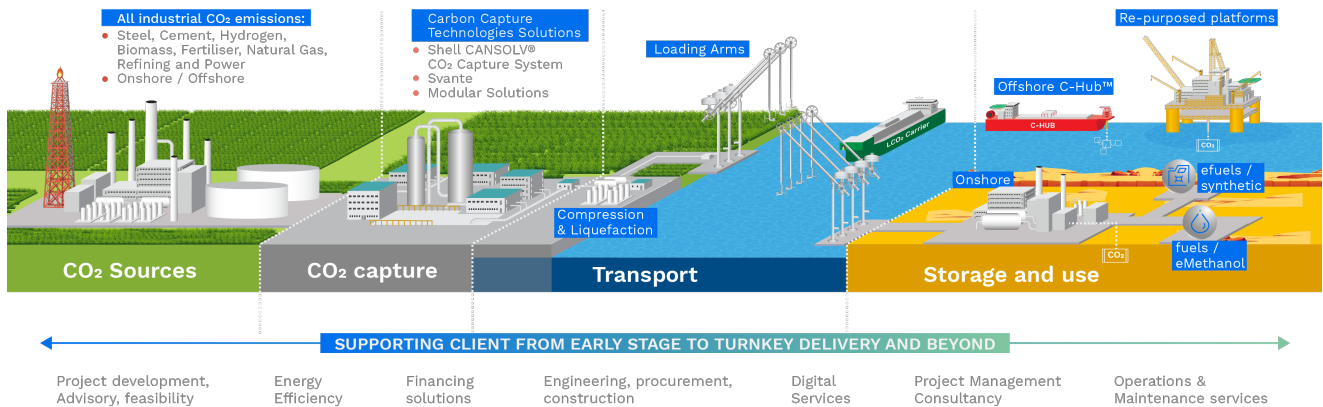 All industrial CO₂ emissions:
Steel, Cement, Hydrogen,
Biomass, Fertiliser, Natural Gas,
Refining and Power
Onshore / Offshore
Carbon Capture
Technologies Solutions
Shell CANSOLV®
CO₂ Capture System
Svante
Modular Solutions
Loading Arms
Re-purposed platforms
Offshore C-Hub™
C-HUB
LCO₂ Carrier
CO₂
Onshore
efuels /
synthetic
Compression
& Liquefaction
fuels /
eMethanol
CO₂
CO₂ Sources
CO₂ capture
Transport
Storage and use
SUPPORTING CLIENT FROM EARLY STAGE TO TURNKEY DELIVERY AND BEYOND
Project development,
Advisory, feasibility
Energy
Efficiency
Financing
solutions
Engineering, procurement,
construction
Digital
Services
Project Management
Consultancy
Operations &
Maintenance services